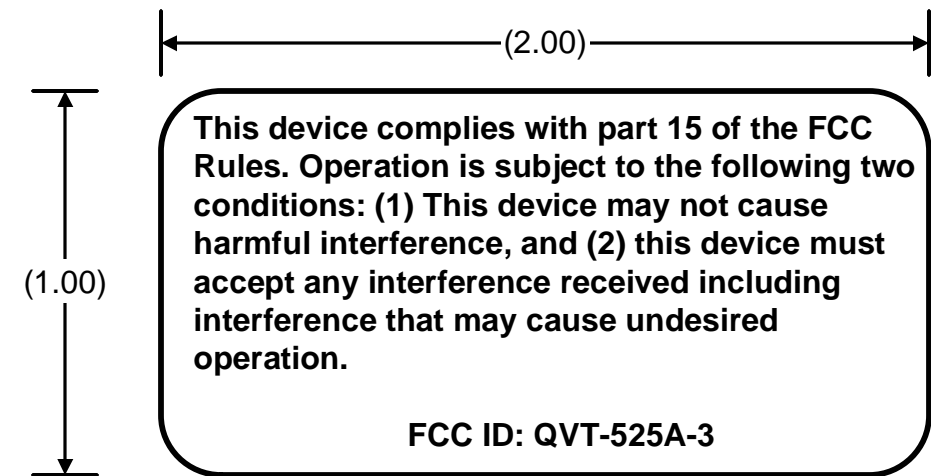 (2.00)
This device complies with part 15 of the FCC
Rules. Operation is subject to the following two
conditions: (1) This device may not cause
harmful interference, and (2) this device must
accept any interference received including
interference that may cause undesired
operation.
(1.00)
FCC ID: QVT-525A-3